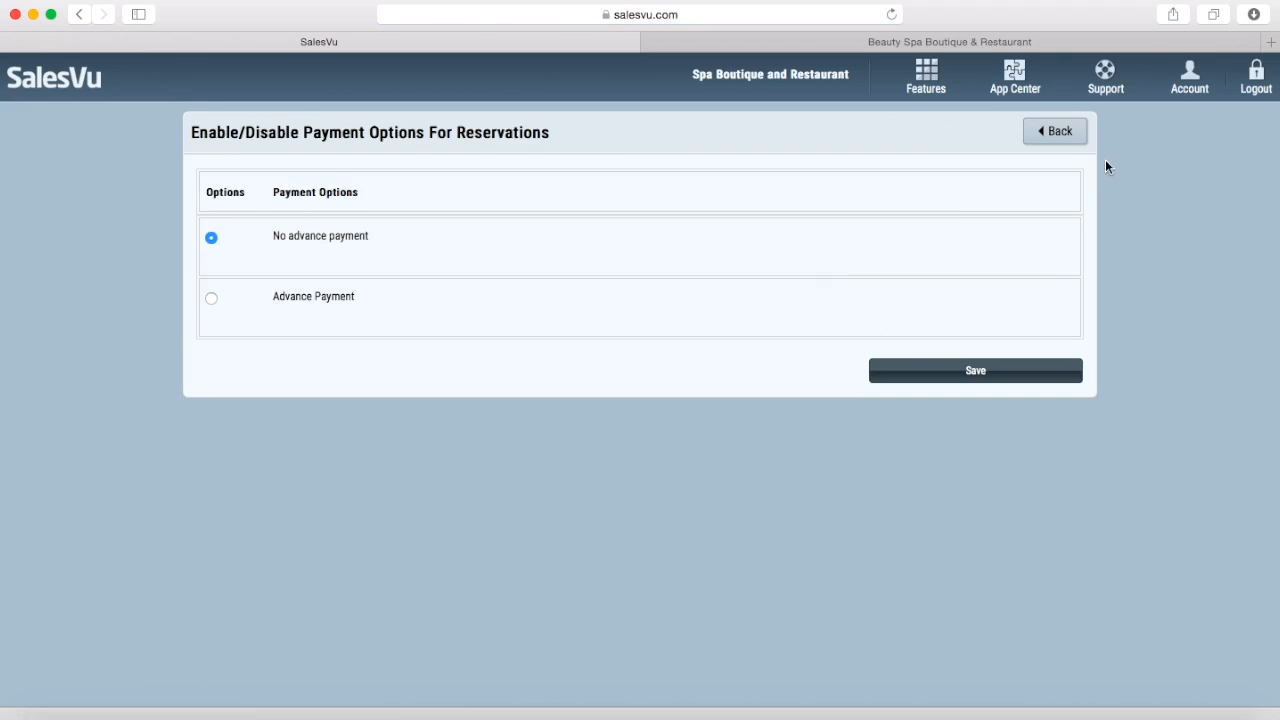 salesvu.com
SalesVu
Beauty Spa Boutique & Restaurant
SalesVu
Spa Boutique and Restaurant
Features
App Center
Support
Account
Logout
Enable/Disable Payment Options For Reservations
Back
Options
Payment Options
No advance payment
Advance Payment
Save